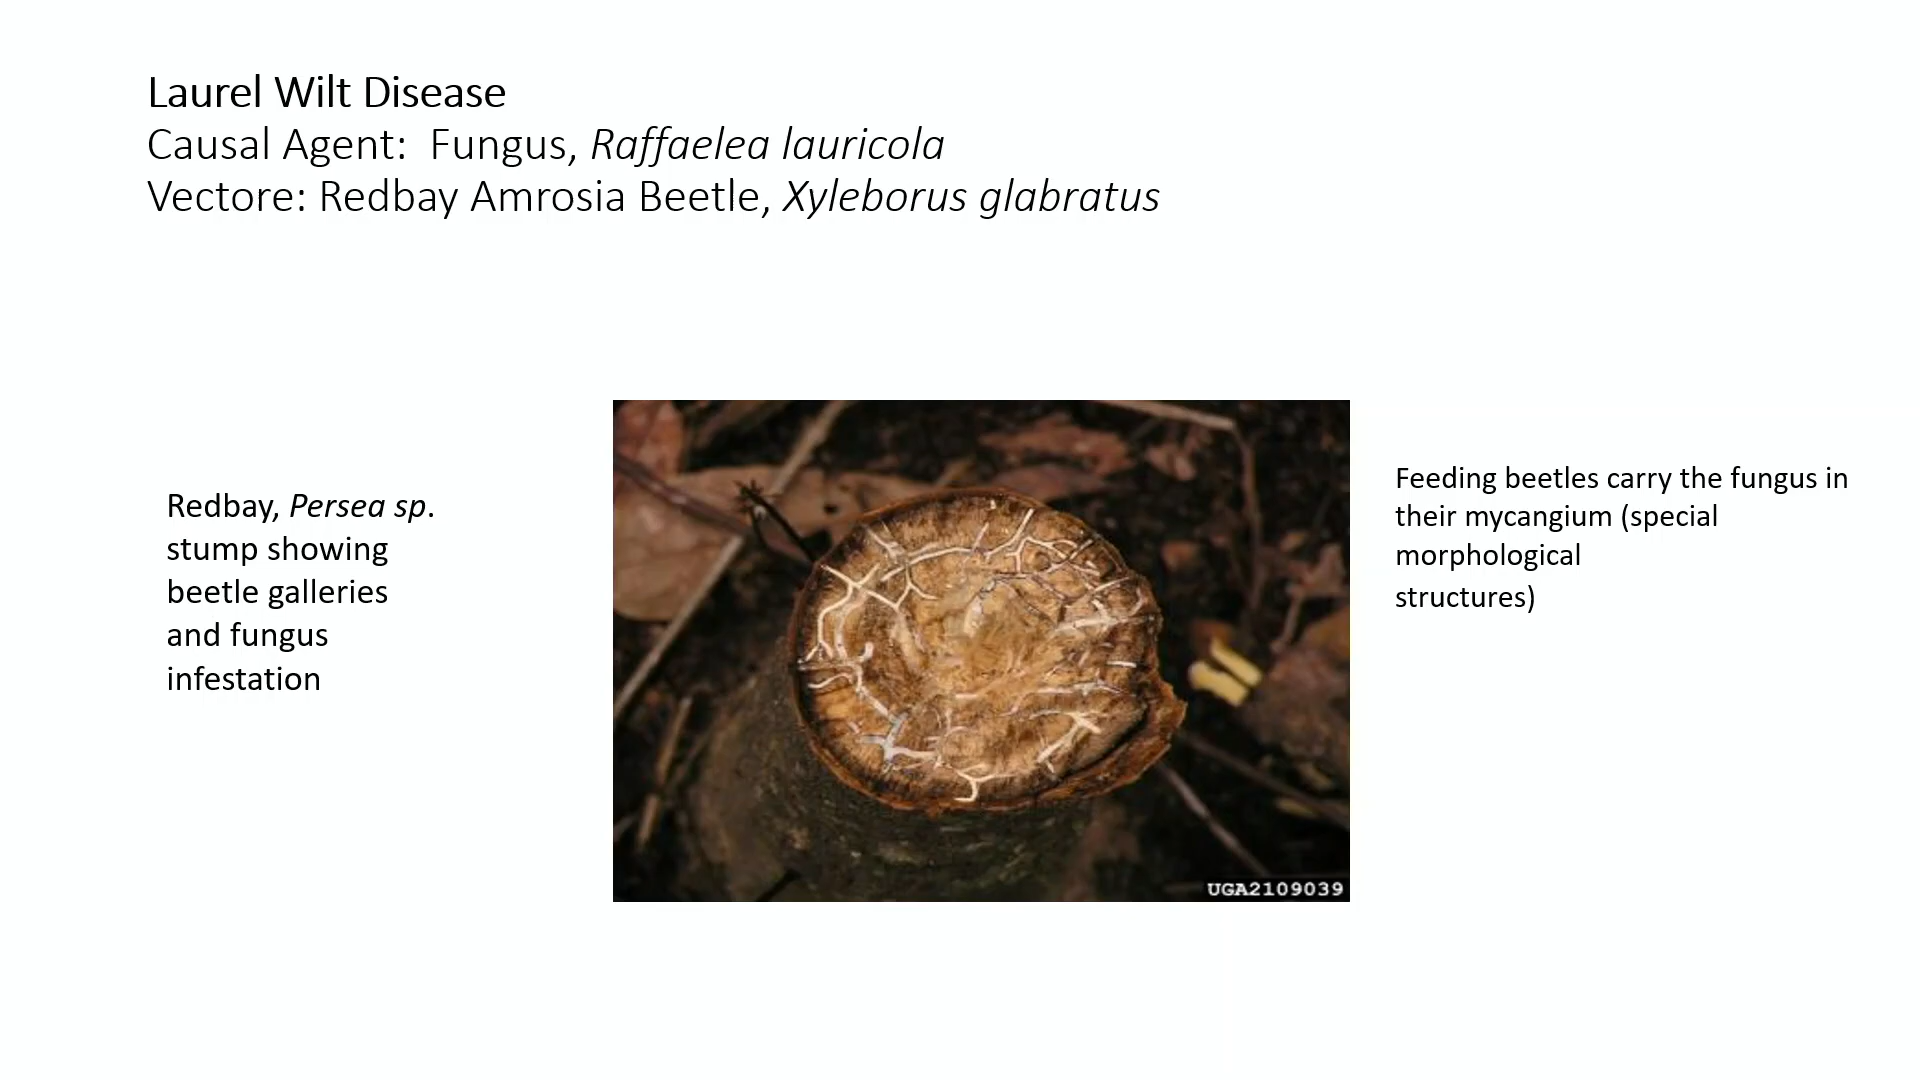 Laurel Wilt Disease
Causal Agent:  Fungus, Raffaelea lauricola
Vectore: Redbay Amrosia Beetle, Xyleborus glabratus
Redbay, Persea sp.
stump showing
beetle galleries
and fungus
infestation
Feeding beetles carry the fungus in
their mycangium (special
morphological
structures)
UGA2109039